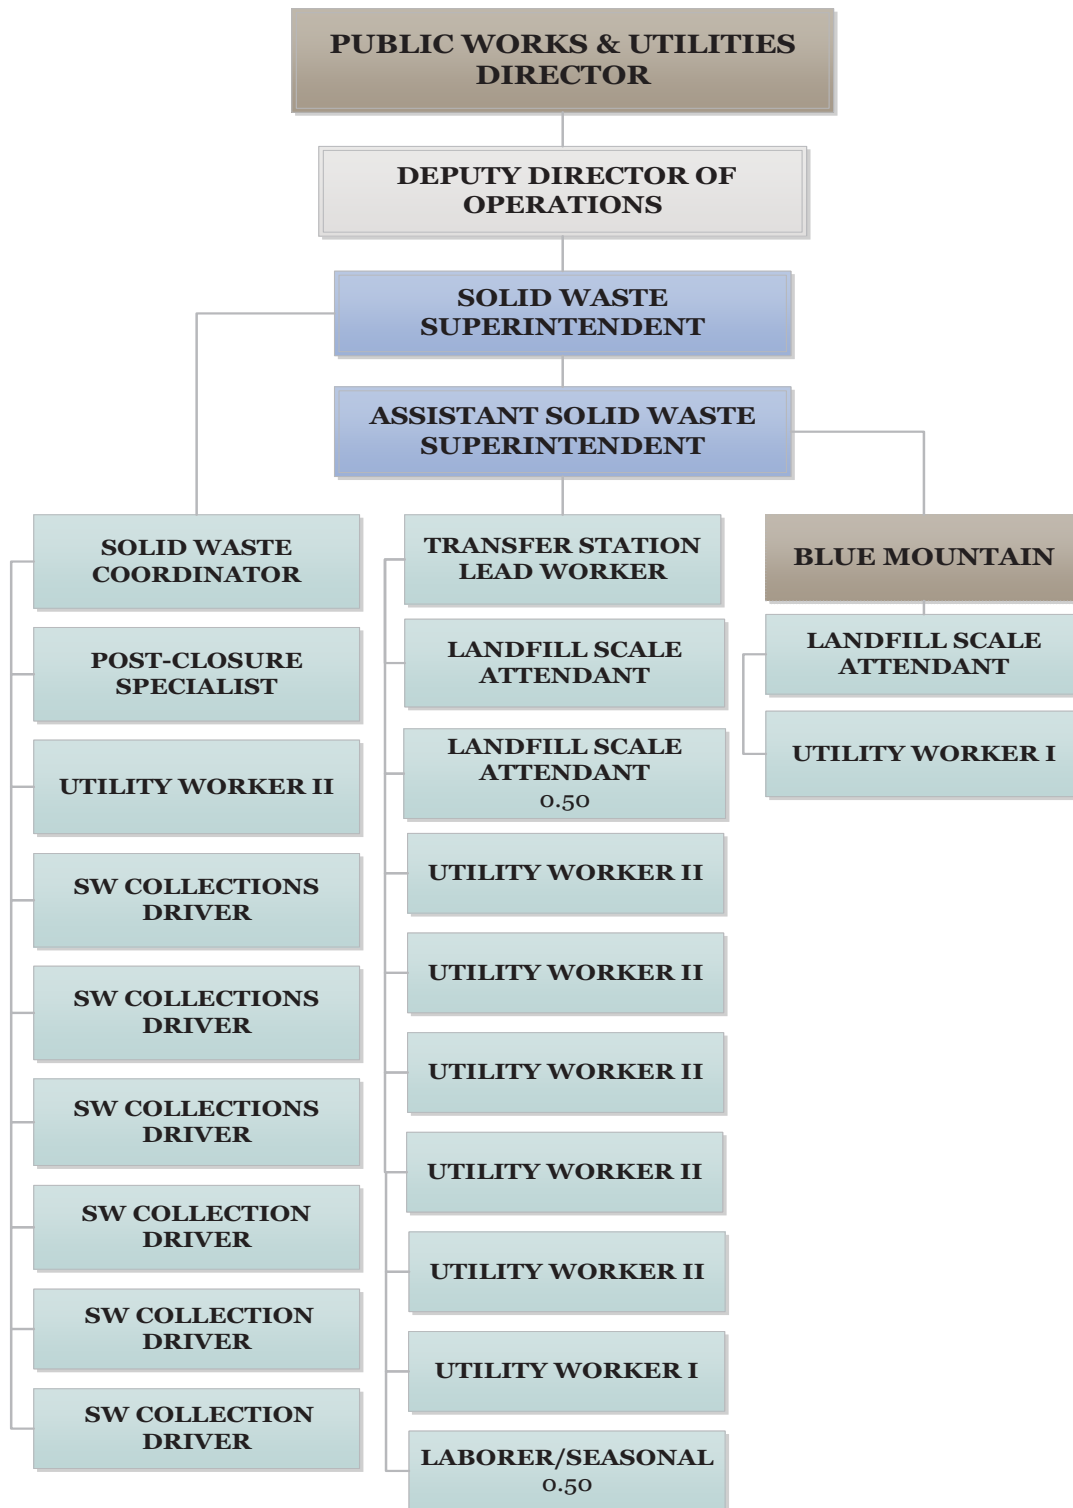 PUBLIC WORKS & UTILITIES
DIRECTOR
DEPUTY DIRECTOR OF
OPERATIONS
SOLID WASTE
SUPERINTENDENT
ASSISTANT SOLID WASTE
SUPERINTENDENT
SOLID WASTE
COORDINATOR
POST-CLOSURE
SPECIALIST
UTILITY WORKER II
SW COLLECTIONS
DRIVER
SW COLLECTIONS
DRIVER
SW COLLECTIONS
DRIVER
SW COLLECTION
DRIVER
SW COLLECTION
DRIVER
SW COLLECTION
DRIVER
TRANSFER STATION
LEAD WORKER
LANDFILL SCALE
ATTENDANT
LANDFILL SCALE
ATTENDANT
0.50
UTILITY WORKER II
UTILITY WORKER II
UTILITY WORKER II
UTILITY WORKER II
UTILITY WORKER II
UTILITY WORKER I
LABORER/SEASONAL
0.50
BLUE MOUNTAIN
LANDFILL SCALE
ATTENDANT
UTILITY WORKER I